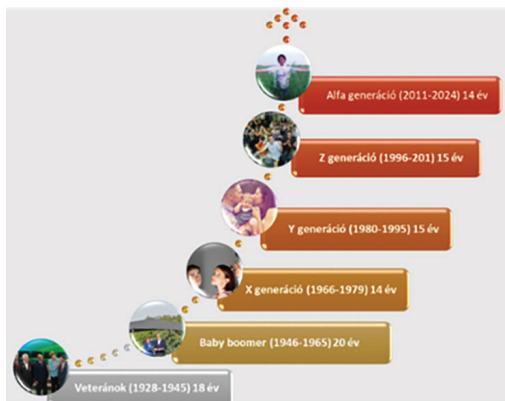 Alfa generáció (2011-2024) 14 év
Z generáció (1996-201) 15 év
Y generáció (1980-1995) 15 év
X generáció (1966-1979) 14 év
Baby boomer (1946-1965) 20 év
Veteránok (1928-1945) 18 év